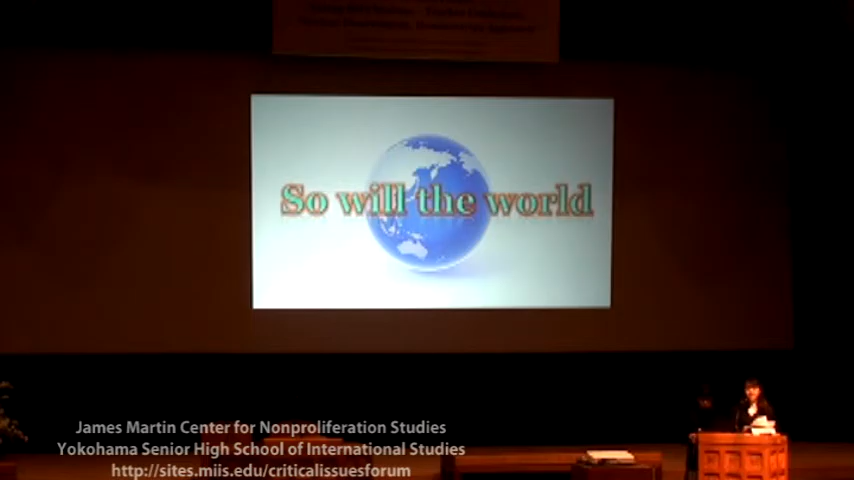 So will the world
James Martin Center for Nonproliferation Studies
Yokohama Senior High School of International Studies
http://sites.miis.edu/criticalissuesforum